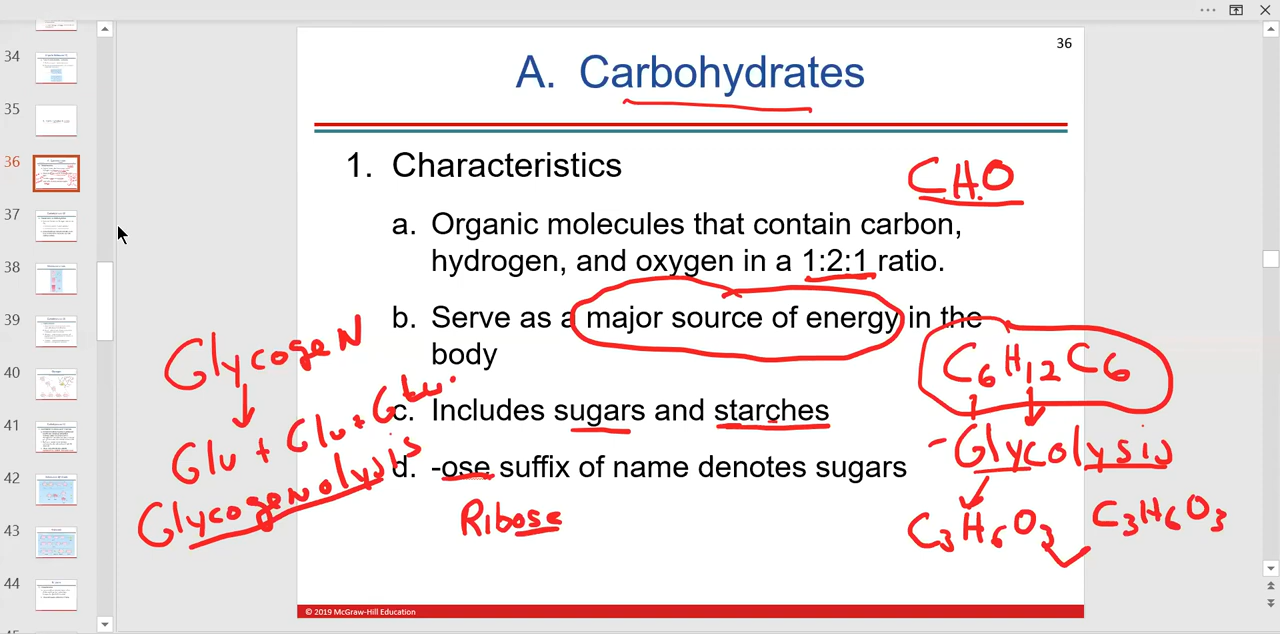 36
A. Carbohydrates
1. Characteristics
C.H.O
a. Organic molecules that contain carbon,
hydrogen, and oxygen in a 1:2:1 ratio.
b. Serve as a major source of energy in the
body
c. Includes sugars and starches
d. -ose suffix of name denotes sugars
Ribose
Glycogen
Glu + Glu + Glu.
Glycogenolysis
C6H12C6
- Glycolysis
C3H6O3 C3H6O3
© 2019 McGraw-Hill Education
34
35
36
37
38
39
40
41
42
43
44